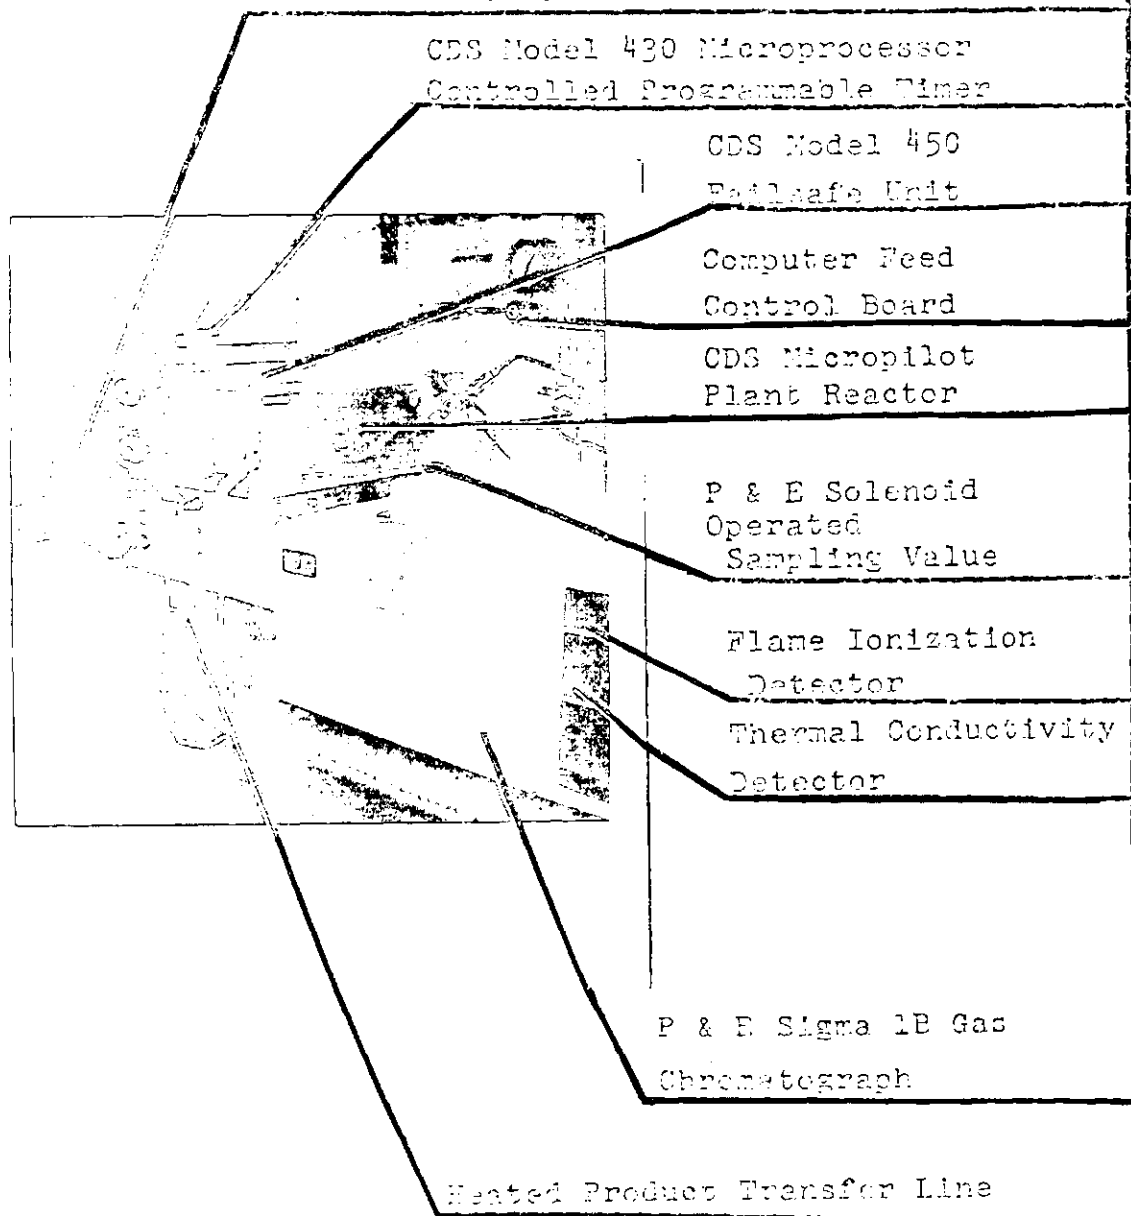 CDS Model 430 Microprocessor
Controlled Programmable Timer
CDS Model 450
Failsafe Unit
Computer Feed
Control Board
CDS Micropilot
Plant Reactor
P & E Solenoid
Operated
Sampling Value
Flame Ionization
Detector
Thermal Conductivity
Detector
P & E Sigma 1B Gas
Chromatograph
Heated Product Transfer Line